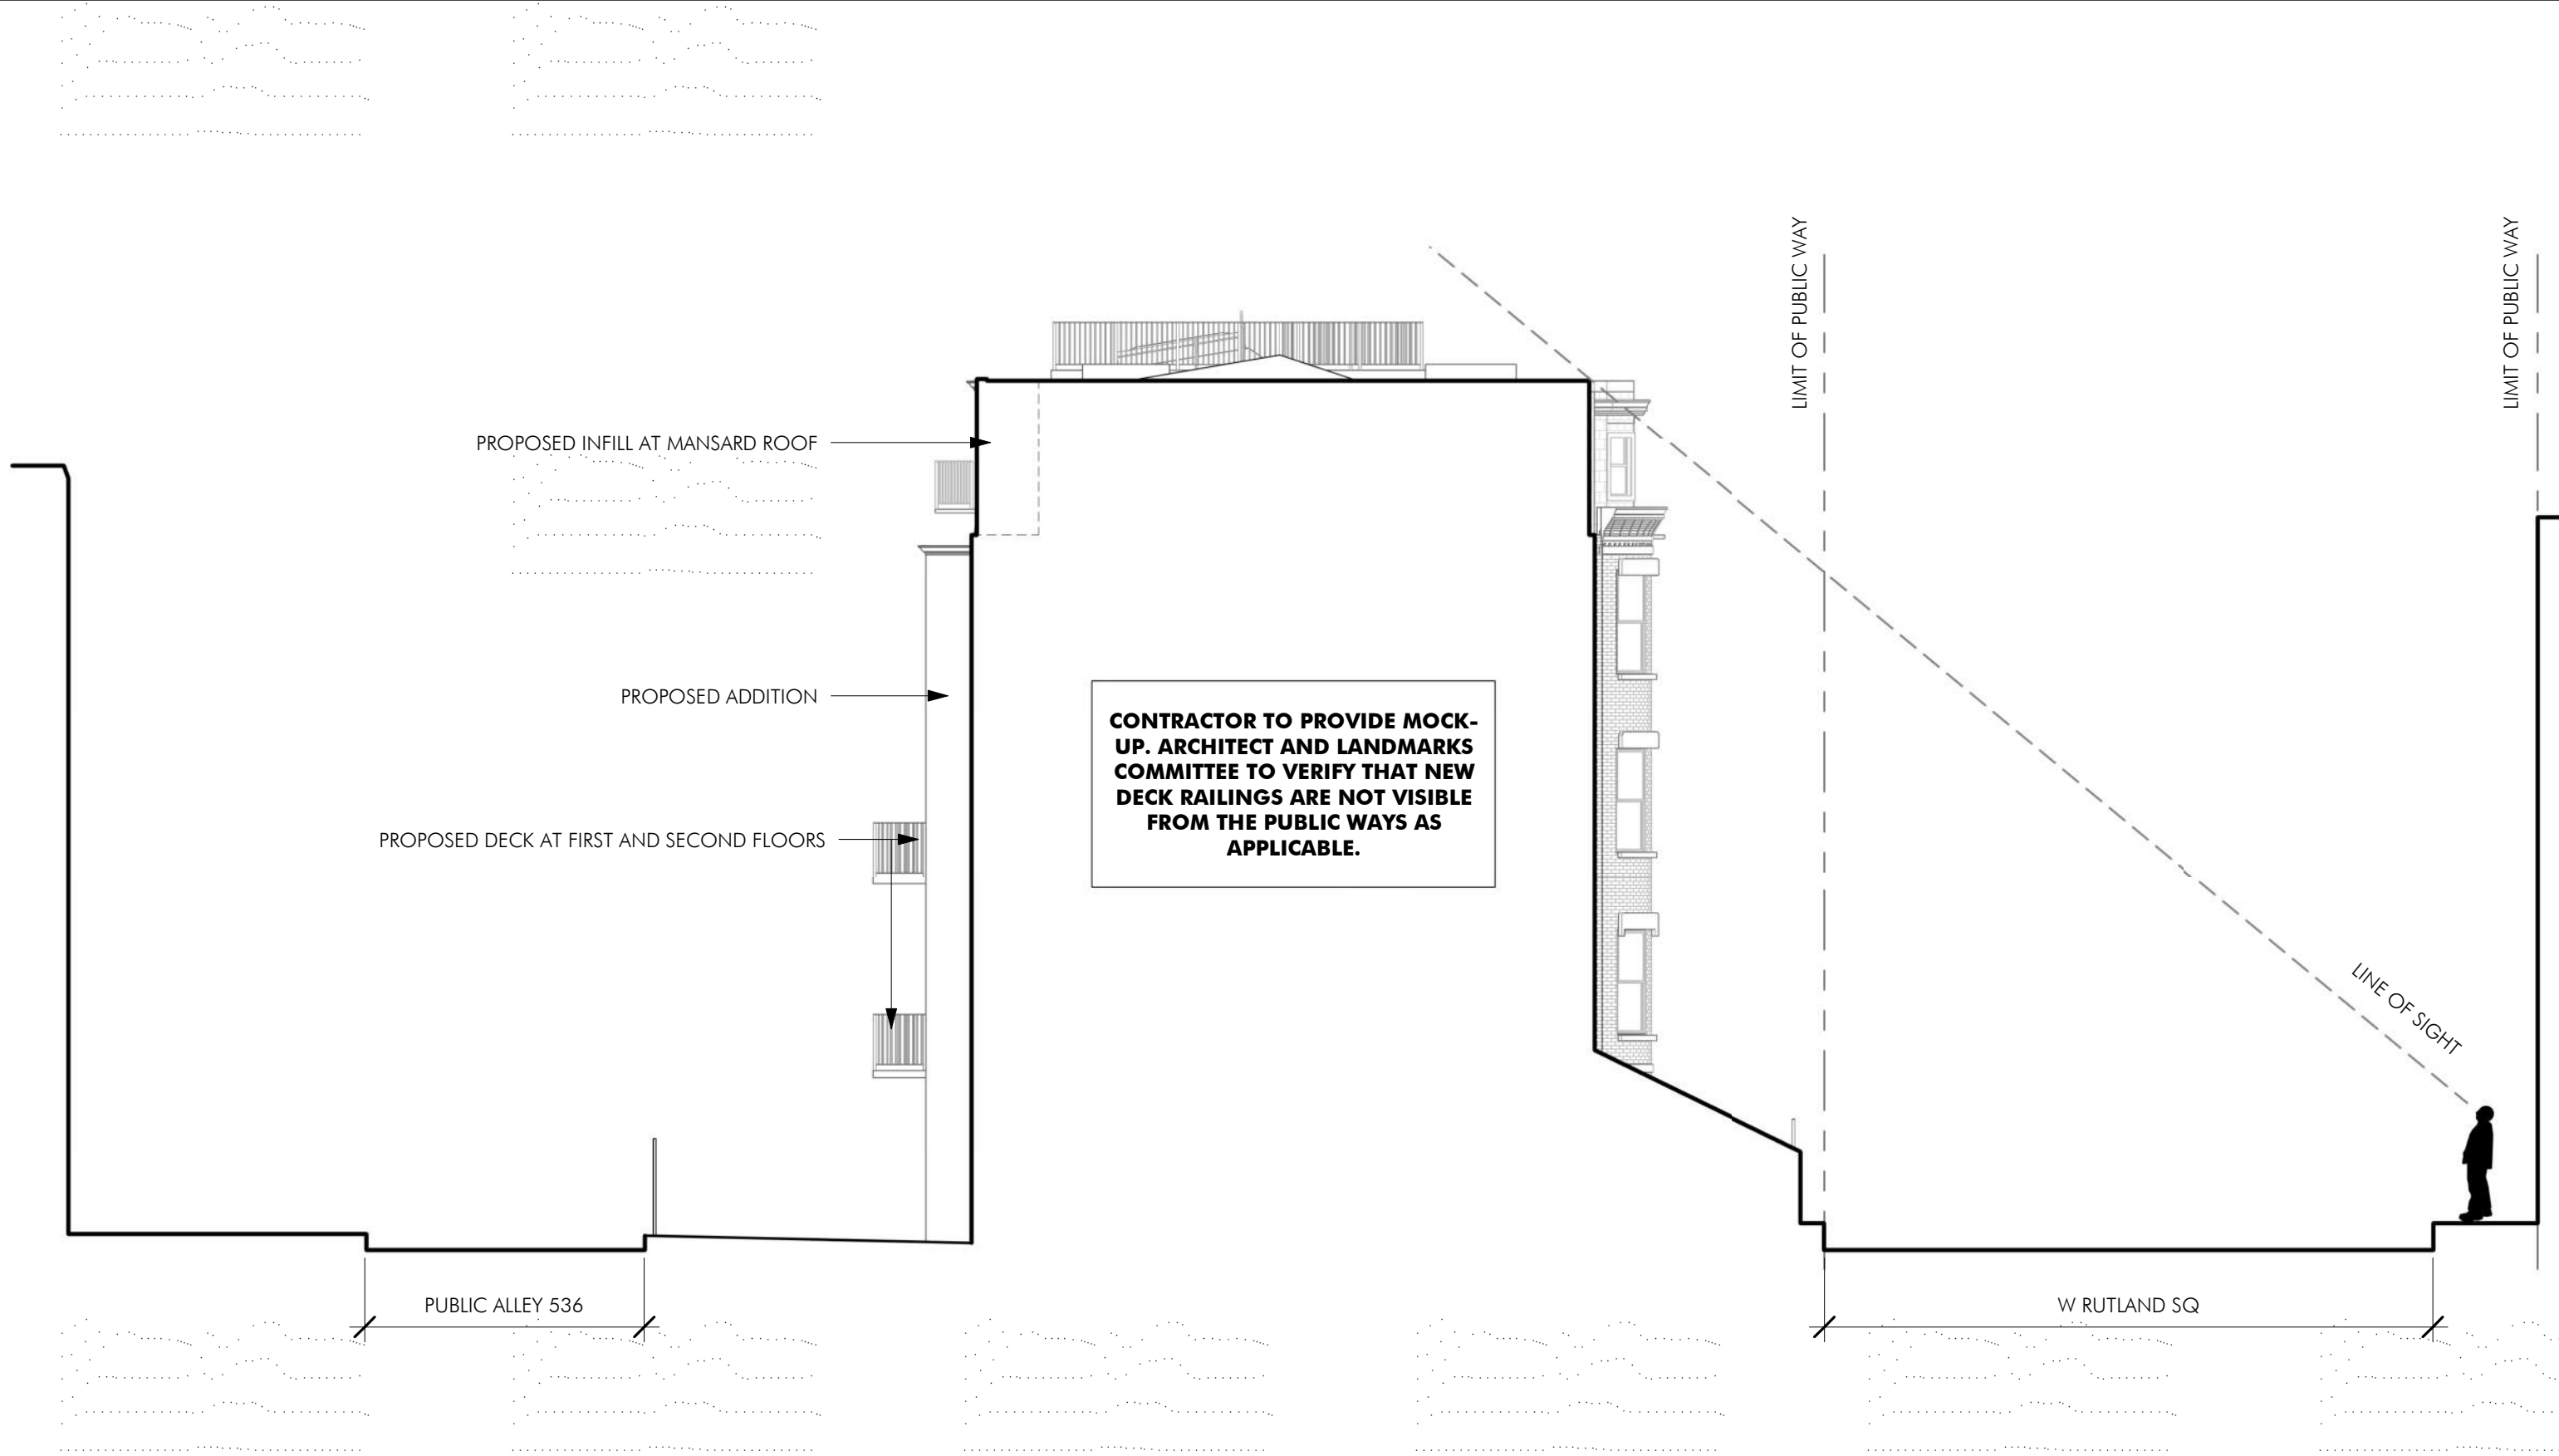 LIMIT OF PUBLIC WAY
LIMIT OF PUBLIC WAY
PROPOSED INFILL AT MANSARD ROOF
PROPOSED ADDITION
CONTRACTOR TO PROVIDE MOCK-
UP. ARCHITECT AND LANDMARKS
COMMITTEE TO VERIFY THAT NEW
DECK RAILINGS ARE NOT VISIBLE
FROM THE PUBLIC WAYS AS
APPLICABLE.
PROPOSED DECK AT FIRST AND SECOND FLOORS
LINE OF SIGHT
PUBLIC ALLEY 536
W RUTLAND SQ